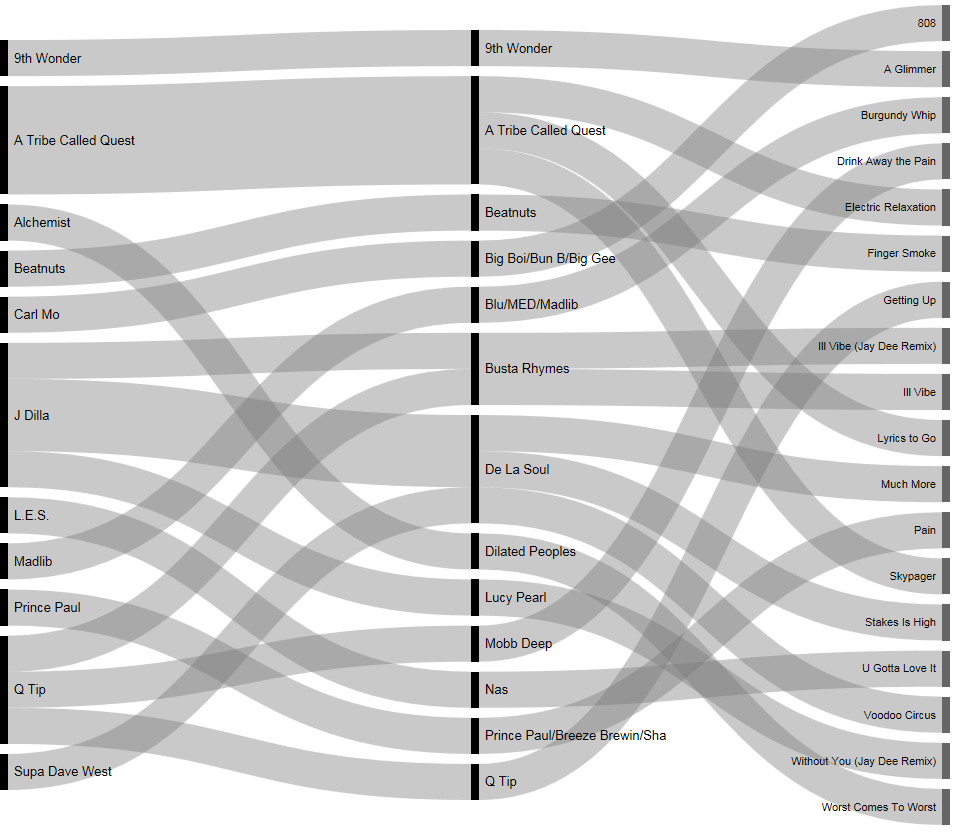 9th Wonder
A Tribe Called Quest
Alchemist
Beatnuts
Carl Mo
J Dilla
L.E.S.
Madlib
Prince Paul
Q Tip
Supa Dave West
9th Wonder
A Tribe Called Quest
Beatnuts
Big Boi/Bun B/Big Gee
Blu/MED/Madlib
Busta Rhymes
De La Soul
Dilated Peoples
Lucy Pearl
Mobb Deep
Nas
Prince Paul/Breeze Brewin/Sha
Q Tip
808
A Glimmer
Burgundy Whip
Drink Away the Pain
Electric Relaxation
Finger Smoke
Getting Up
Ill Vibe (Jay Dee Remix)
Ill Vibe
Lyrics to Go
Much More
Pain
Skypager
Stakes Is High
U Gotta Love It
Voodoo Circus
Without You (Jay Dee Remix)
Worst Comes To Worst